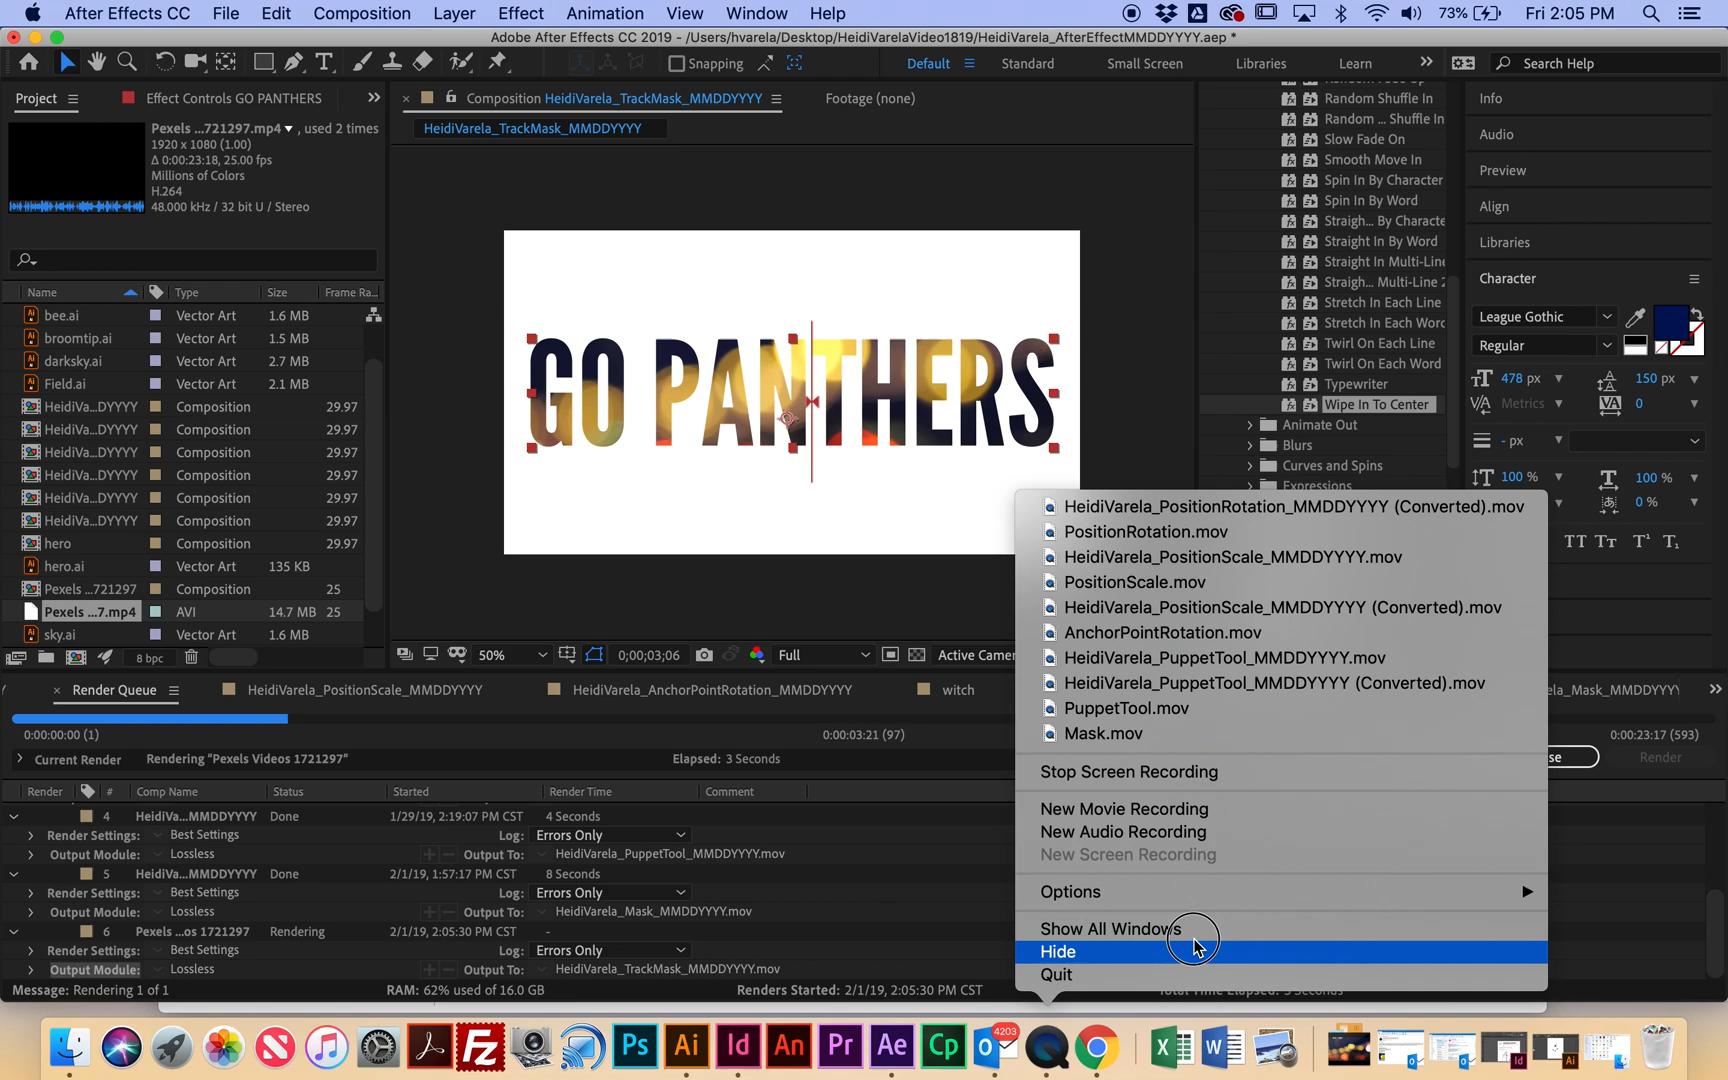 After Effects CC File Edit Composition Layer Effect Animation View Window Help 73% Fri 2:05 PM
Adobe After Effects CC 2019 - /Users/hvarela/Desktop/HeidiVarelaVideo1819/HeidiVarela_AfterEffectMMDDYYYY.aep *
Snapping Default Standard Small Screen Libraries Learn Search Help
Project Effect Controls GO PANTHERS
Composition HeidiVarela_TrackMask_MMDDYYYY Footage (none)
HeidiVarela_TrackMask_MMDDYYYY
Pexels ...721297.mp4 , used 2 times
1920 x 1080 (1.00)
Δ 0:00:23:18, 25.00 fps
Millions of Colors
H.264
48.000 kHz / 32 bit U / Stereo
Name Type Size Frame Ra...
bee.ai Vector Art 1.6 MB
broomtip.ai Vector Art 1.5 MB
darksky.ai Vector Art 2.7 MB
Field.ai Vector Art 2.1 MB
HeidiVa...DYYYY Composition 29.97
HeidiVa...DYYYY Composition 29.97
HeidiVa...DYYYY Composition 29.97
HeidiVa...DYYYY Composition 29.97
HeidiVa...DYYYY Composition 29.97
HeidiVa...DYYYY Composition 29.97
hero Composition 29.97
hero.ai Vector Art 135 KB
Pexels ...721297 Composition 25
Pexels ...7.mp4 AVI 14.7 MB 25
sky.ai Vector Art 1.6 MB
8 bpc
GO PANTHERS
50% 0;00;03;06 Full Active Camer
Random Shuffle In
Random ... Shuffle In
Slow Fade On
Smooth Move In
Spin In By Character
Spin In By Word
Straigh... By Characte
Straight In By Word
Straight In Multi-Line
Straigh... Multi-Line 2
Stretch In Each Line
Stretch In Each Word
Twirl On Each Line
Twirl On Each Word
Typewriter
Wipe In To Center
Animate Out
Blurs
Curves and Spins
Expressions
Info
Audio
Preview
Align
Libraries
Character
League Gothic
Regular
478 px 150 px
Metrics 0
- px
100 % 100 %
0 %
HeidiVarela_PositionRotation_MMDDYYYY (Converted).mov
PositionRotation.mov
HeidiVarela_PositionScale_MMDDYYYY.mov
PositionScale.mov
HeidiVarela_PositionScale_MMDDYYYY (Converted).mov
AnchorPointRotation.mov
HeidiVarela_PuppetTool_MMDDYYYY.mov
HeidiVarela_PuppetTool_MMDDYYYY (Converted).mov
PuppetTool.mov
Mask.mov
Stop Screen Recording
New Movie Recording
New Audio Recording
New Screen Recording
Options
Show All Windows
Hide
Quit
Render Queue HeidiVarela_PositionScale_MMDDYYYY HeidiVarela_AnchorPointRotation_MMDDYYYY witch ela_Mask_MMDDYYYY
0:00:00:00 (1) 0:00:03:21 (97) 0:00:23:17 (593)
Current Render Rendering "Pexels Videos 1721297" Elapsed: 3 Seconds se Render
Render # Comp Name Status Started Render Time Comment
4 HeidiVa...MMDDYYYY Done 1/29/19, 2:19:07 PM CST 4 Seconds
Render Settings: Best Settings Log: Errors Only
Output Module: Lossless Output To: HeidiVarela_PuppetTool_MMDDYYYY.mov
5 HeidiVa...MMDDYYYY Done 2/1/19, 1:57:17 PM CST 8 Seconds
Render Settings: Best Settings Log: Errors Only
Output Module: Lossless Output To: HeidiVarela_Mask_MMDDYYYY.mov
6 Pexels ...os 1721297 Rendering 2/1/19, 2:05:30 PM CST -
Render Settings: Best Settings Log: Errors Only
Output Module: Lossless Output To: HeidiVarela_TrackMask_MMDDYYYY.mov
Message: Rendering 1 of 1 RAM: 62% used of 16.0 GB Renders Started: 2/1/19, 2:05:30 PM CST
Fz Ps Ai Id An Pr Ae Cp 4203